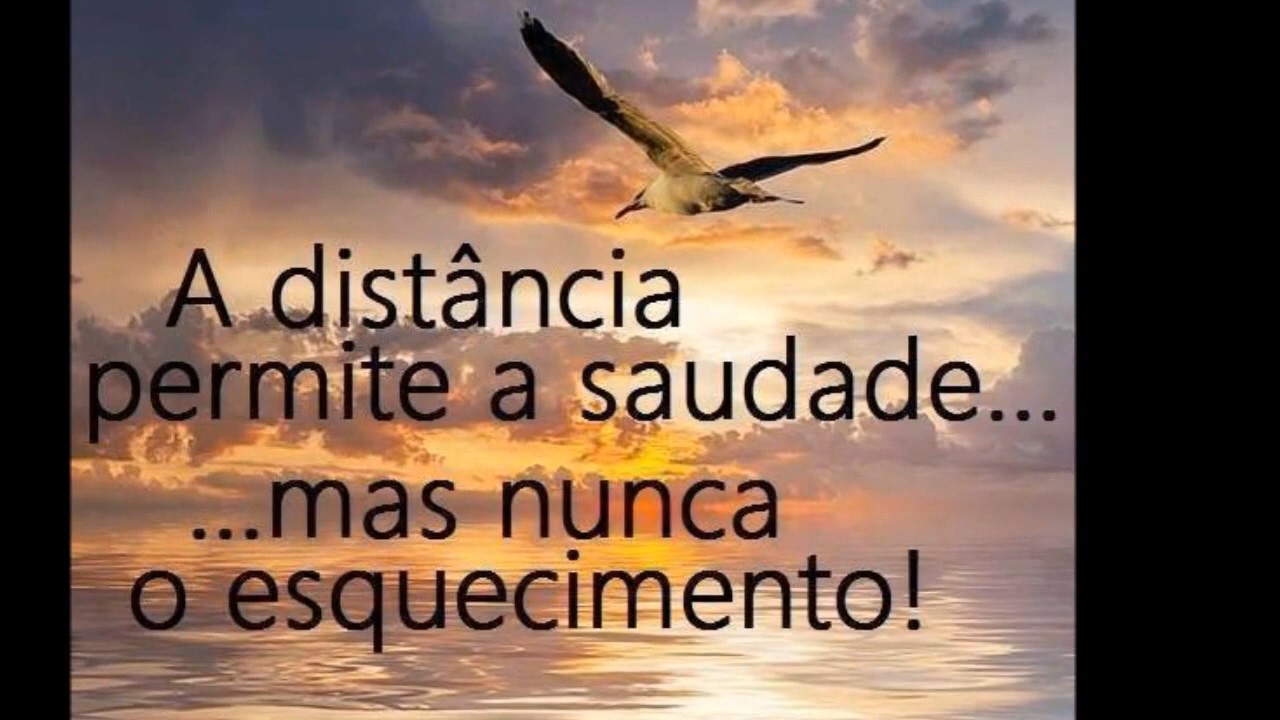 A distância
permite a saudade...
...mas nunca
o esquecimento!